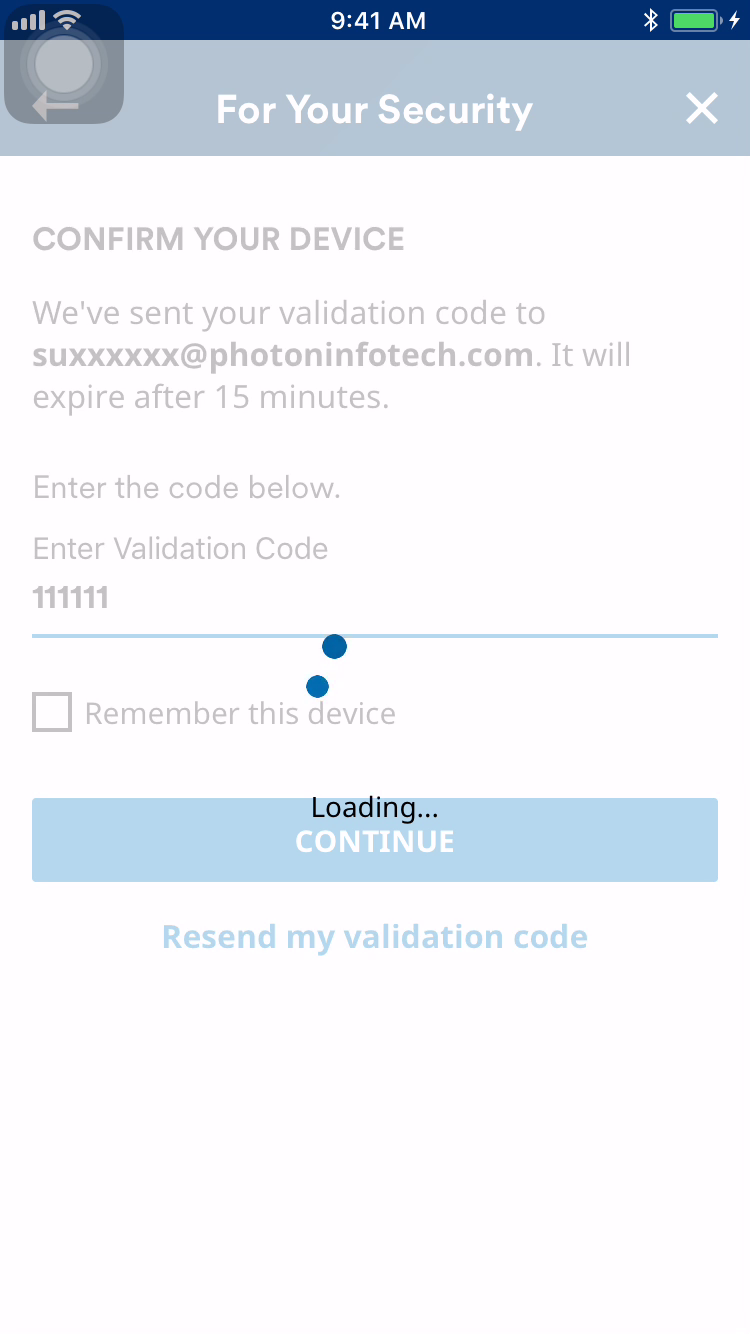 9:41 AM
For Your Security
CONFIRM YOUR DEVICE
We've sent your validation code to
suxxxxxx@photoninfotech.com. It will
expire after 15 minutes.
Enter the code below.
Enter Validation Code
111111
Remember this device
Loading...
CONTINUE
Resend my validation code